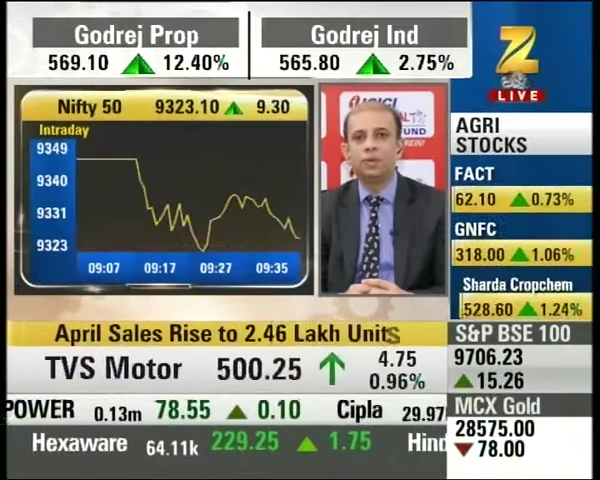 Godrej Prop
569.10 12.40%
Godrej Ind
565.80 2.75%
LIVE
Nifty 50 9323.10 9.30
Intraday
9349
9340
9331
9323
09:07 09:17 09:27 09:35
FUND
AGRI
STOCKS
FACT
62.10 0.73%
GNFC
318.00 1.06%
Sharda Cropchem
528.60 1.24%
April Sales Rise to 2.46 Lakh Units
TVS Motor 500.25 4.75
0.96%
S&P BSE 100
9706.23
15.26
MCX Gold
28575.00
78.00
POWER 0.13m 78.55 0.10 Cipla 29.97
Hexaware 64.11k 229.25 1.75 Hind